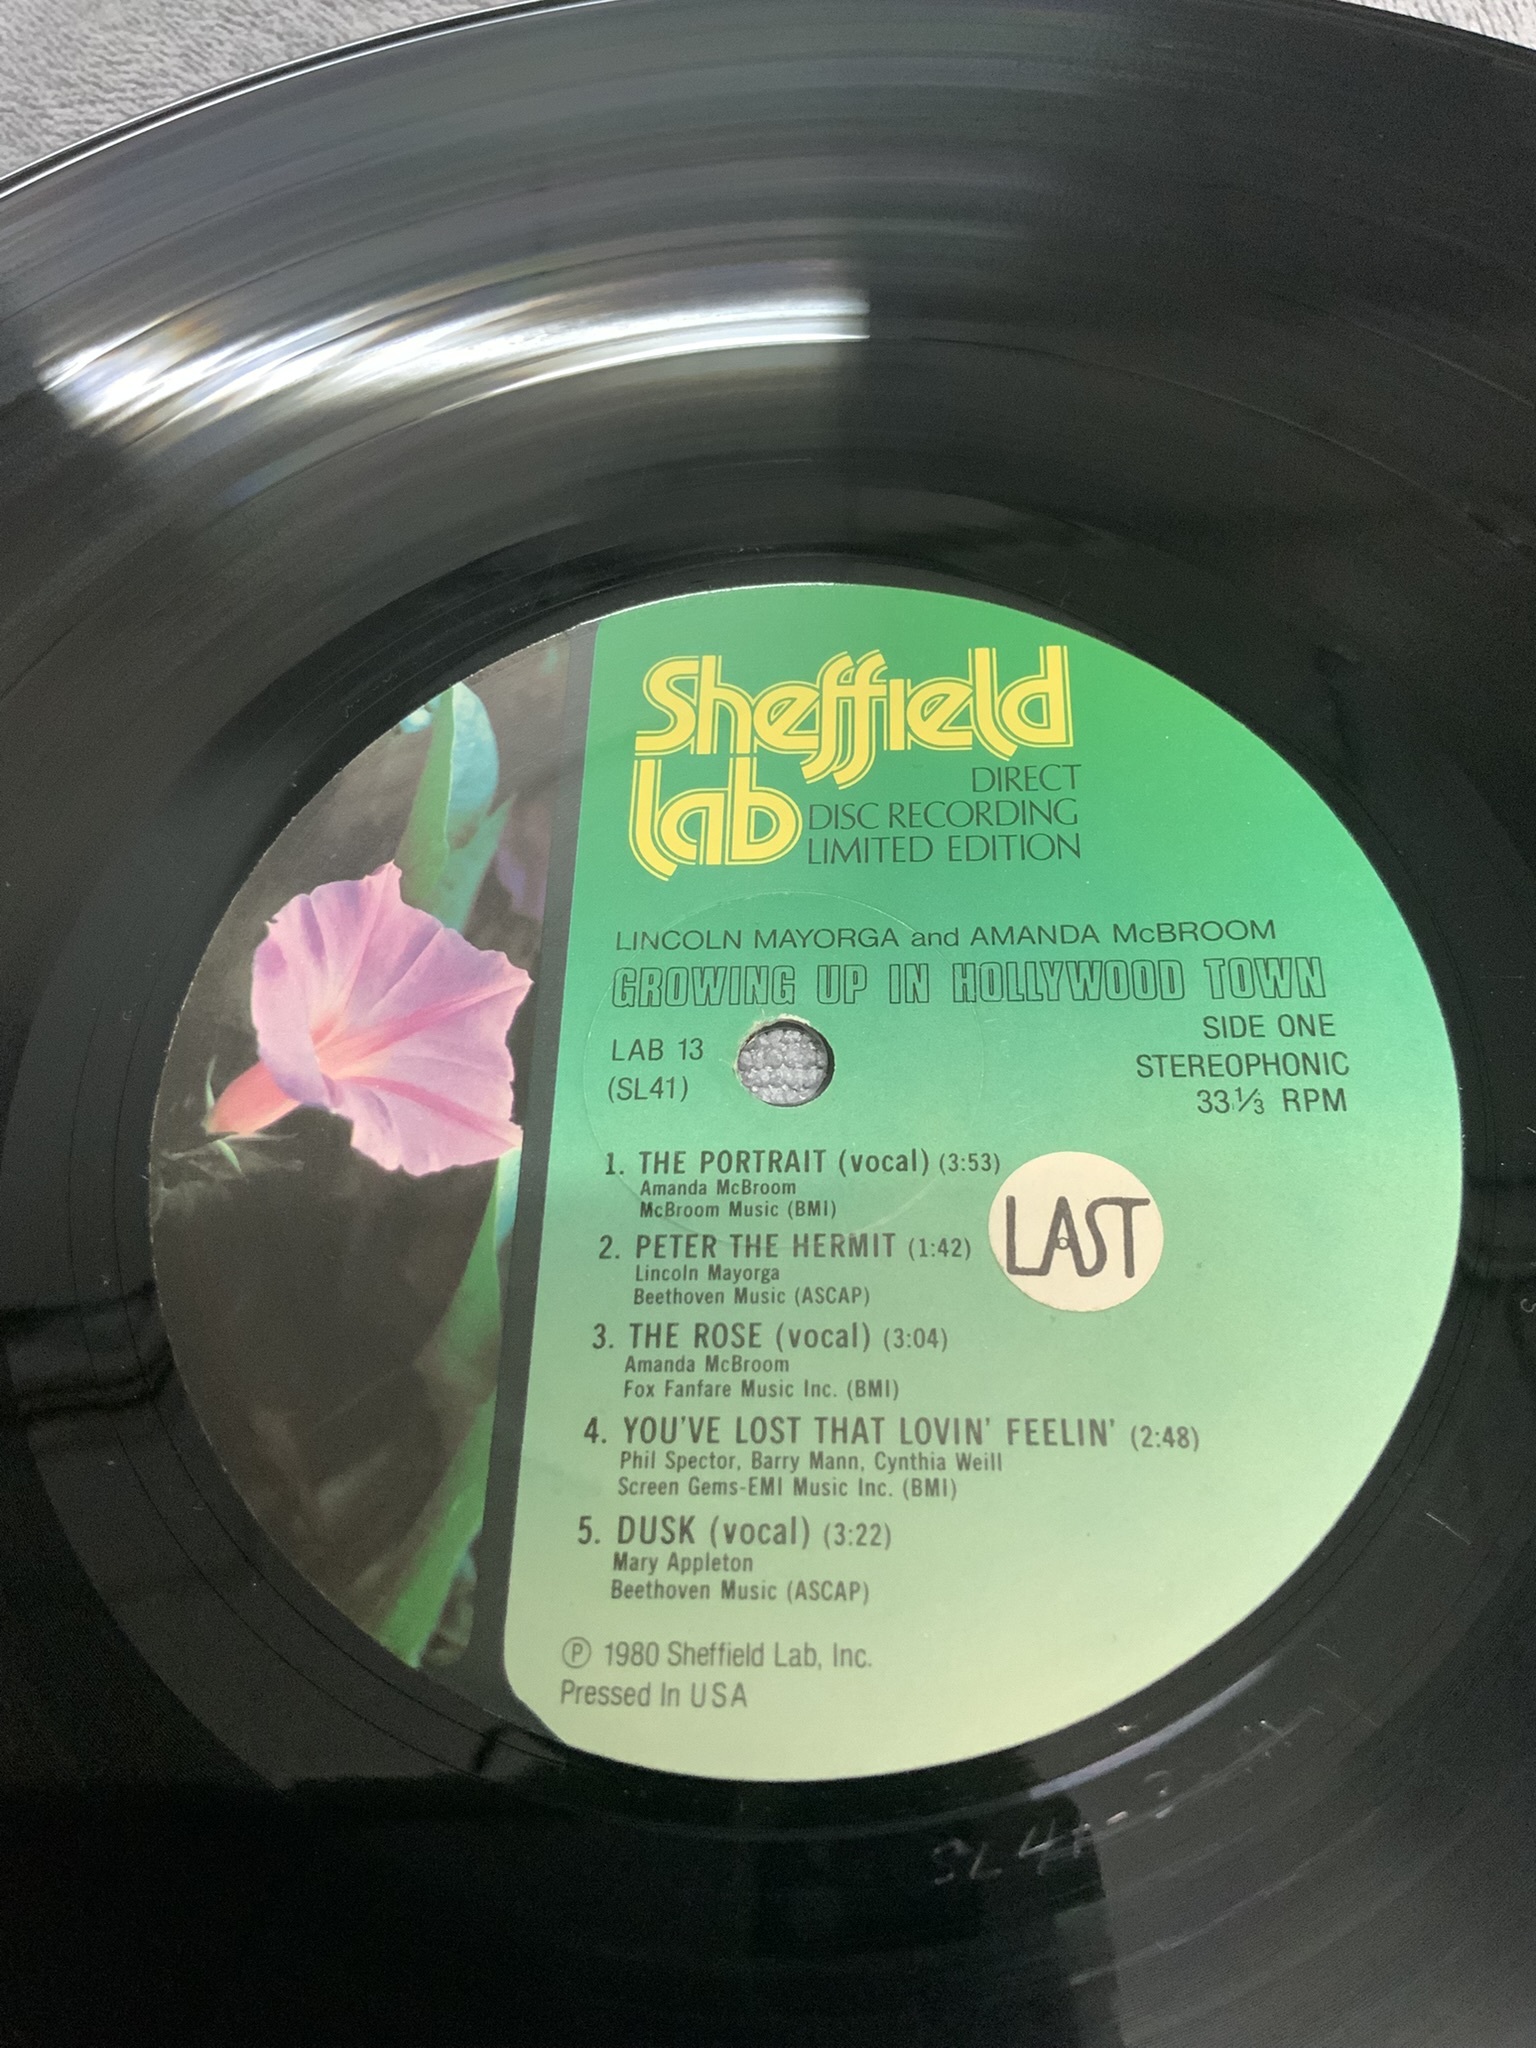 Sheffield
lab
DIRECT
DISC RECORDING
LIMITED EDITION
LINCOLN MAYORGA and AMANDA McBROOM
GROWING UP IN HOLLYWOOD TOWN
LAB 13
(SL41)
SIDE ONE
STEREOPHONIC
33 1/3 RPM
1. THE PORTRAIT (vocal) (3:53)
Amanda McBroom
McBroom Music (BMI)
2. PETER THE HERMIT (1:42)
Lincoln Mayorga
Beethoven Music (ASCAP)
LAST
3. THE ROSE (vocal) (3:04)
Amanda McBroom
Fox Fanfare Music Inc. (BMI)
4. YOU'VE LOST THAT LOVIN' FEELIN' (2:48)
Phil Spector, Barry Mann, Cynthia Weill
Screen Gems-EMI Music Inc. (BMI)
5. DUSK (vocal) (3:22)
Mary Appleton
Beethoven Music (ASCAP)
Ⓟ 1980 Sheffield Lab, Inc.
Pressed In USA